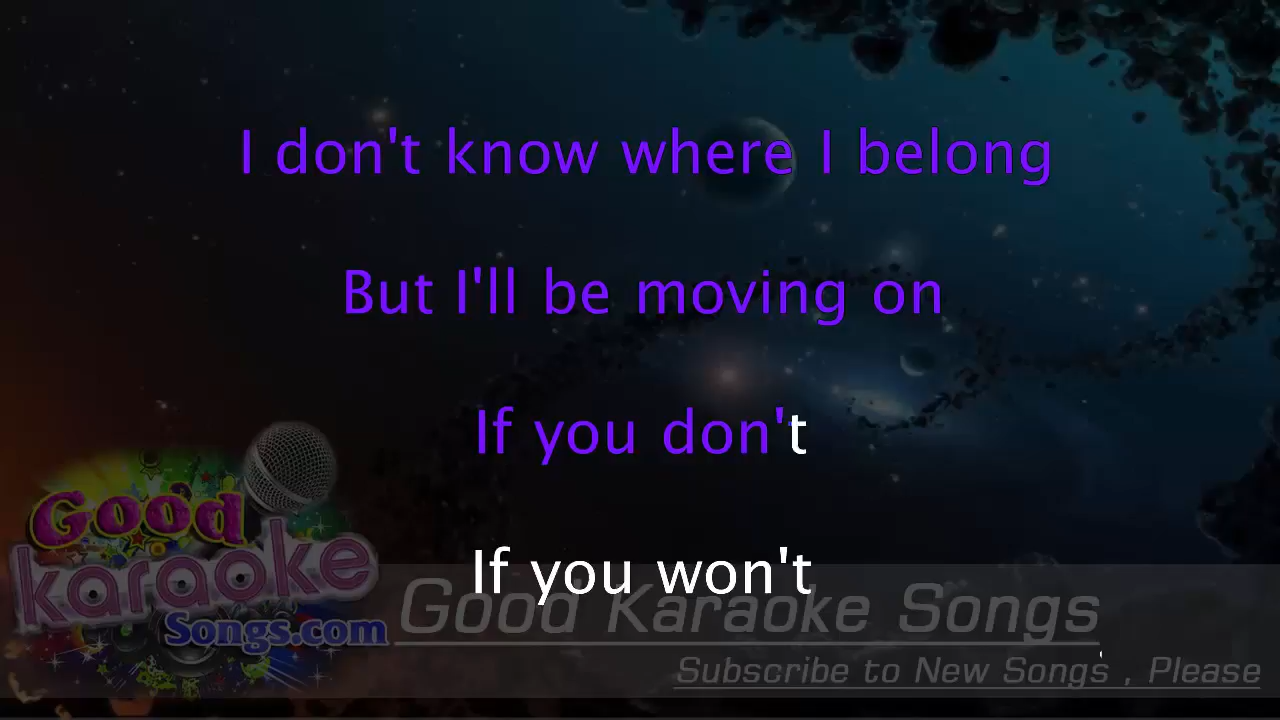 I don't know where I belong
But I'll be moving on
If you don't
If you won't
Good
karaoke
Songs.com
Good Karaoke Songs
Subscribe to New Songs , Please